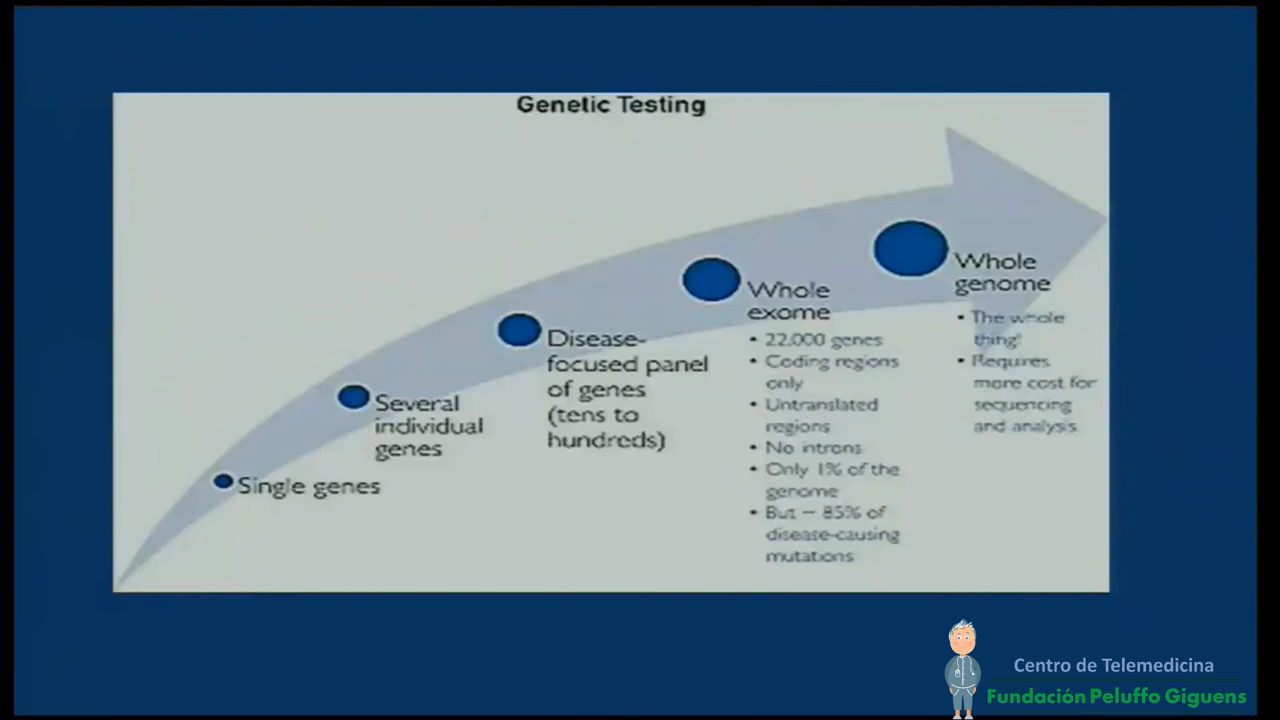 Genetic Testing
Single genes
Several
individual
genes
Disease-
focused panel
of genes
(tens to
hundreds)
Whole
exome
• 22,000 genes
• Coding regions
only
• Untranslated
regions
• No introns
• Only 1% of the
genome
• But ~ 85% of
disease-causing
mutations
Whole
genome
• The whole
thing!
• Requires
more cost for
sequencing
and analysis
Centro de Telemedicina
Fundación Peluffo Giguens